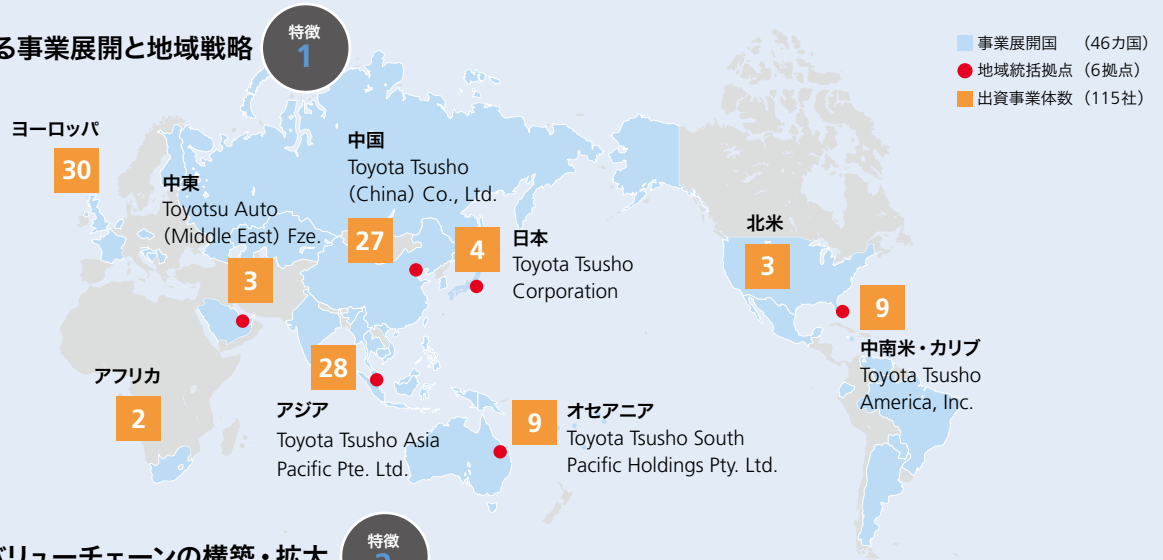 る事業展開と地域戦略
特徴
1
事業展開国 （46カ国）
地域統括拠点（6拠点）
出資事業体数（115社）
ヨーロッパ
30
中東
Toyotsu Auto
（Middle East）Fze.
3
中国
Toyota Tsusho
（China）Co., Ltd.
27
4
日本
Toyota Tsusho
Corporation
北米
3
9
中南米・カリブ
Toyota Tsusho
America, Inc.
アフリカ
2
28
アジア
Toyota Tsusho Asia
Pacific Pte. Ltd.
9
オセアニア
Toyota Tsusho South
Pacific Holdings Pty. Ltd.
バリューチェーンの構築・拡大
特徴